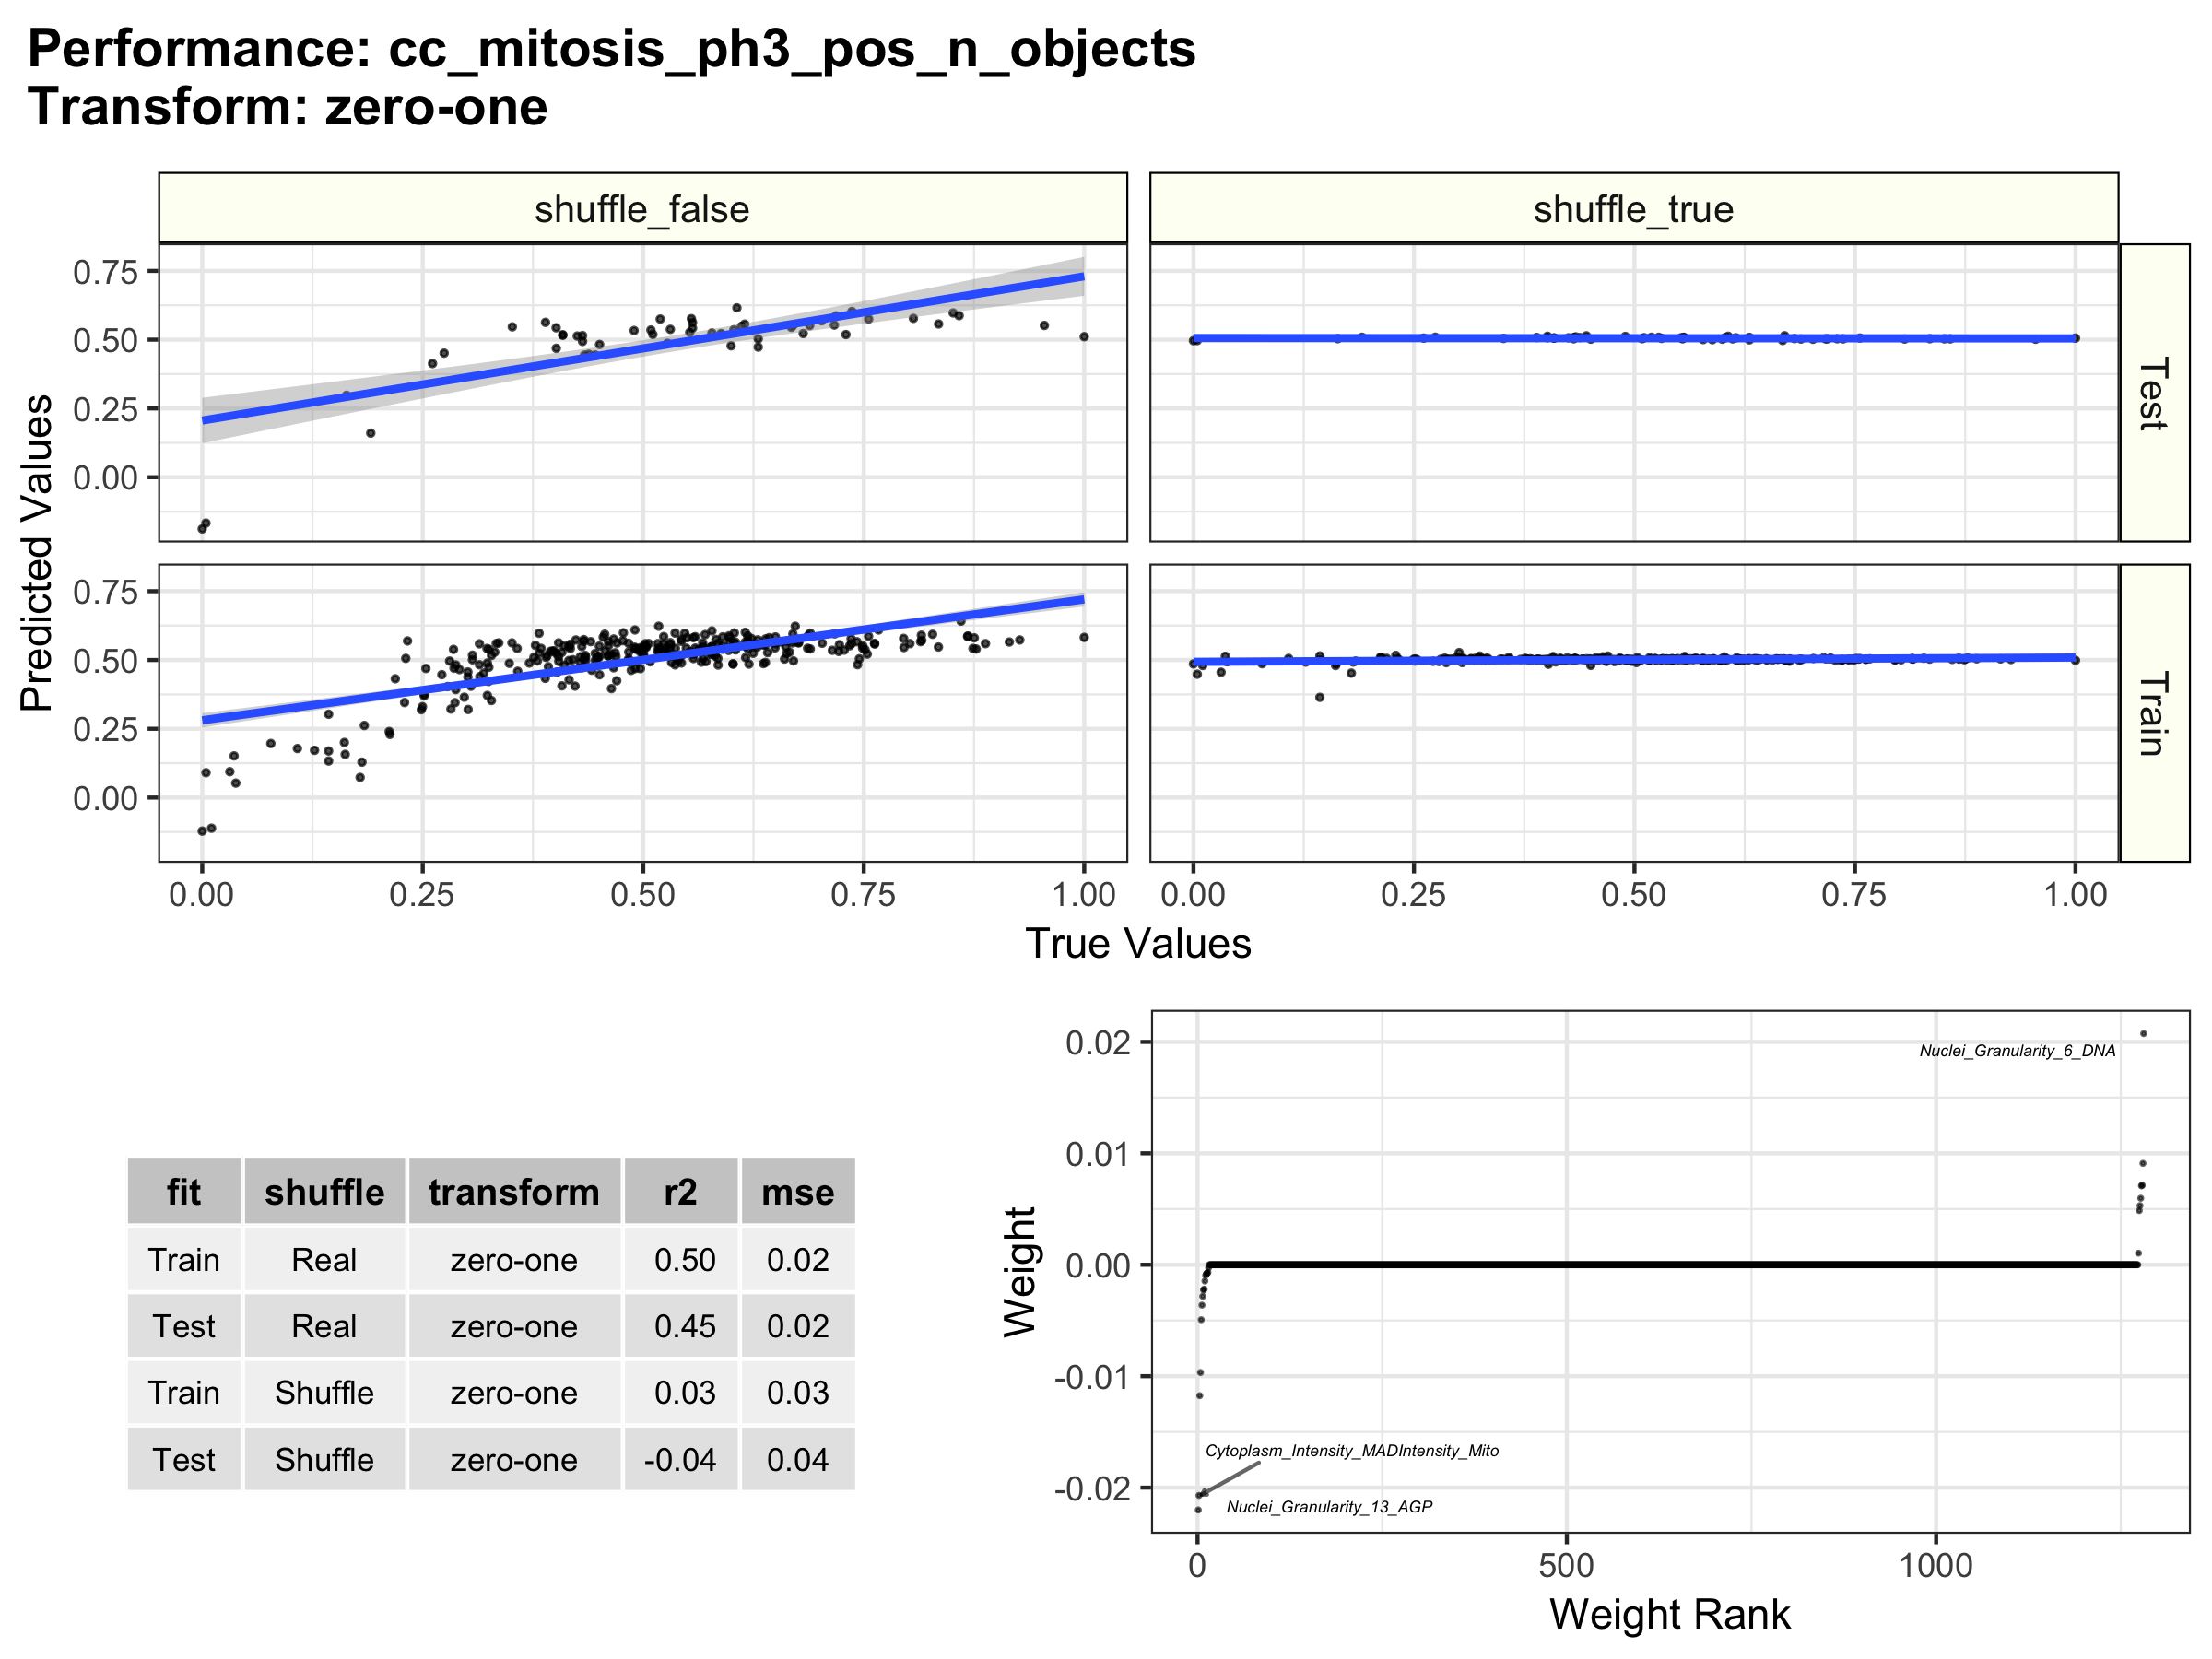 Performance: cc_mitosis_ph3_pos_n_objects
Transform: zero-one
shuffle_false
shuffle_true
0.75
0.50
0.25
0.00
Test
0.75
0.50
0.25
0.00
Train
Predicted Values
0.00 0.25 0.50 0.75 1.00
0.00 0.25 0.50 0.75 1.00
True Values
fit shuffle transform r2 mse
Train Real zero-one 0.50 0.02
Test Real zero-one 0.45 0.02
Train Shuffle zero-one 0.03 0.03
Test Shuffle zero-one -0.04 0.04
0.02
0.01
0.00
-0.01
-0.02
Weight
Nuclei_Granularity_6_DNA
Cytoplasm_Intensity_MADIntensity_Mito
Nuclei_Granularity_13_AGP
0 500 1000
Weight Rank